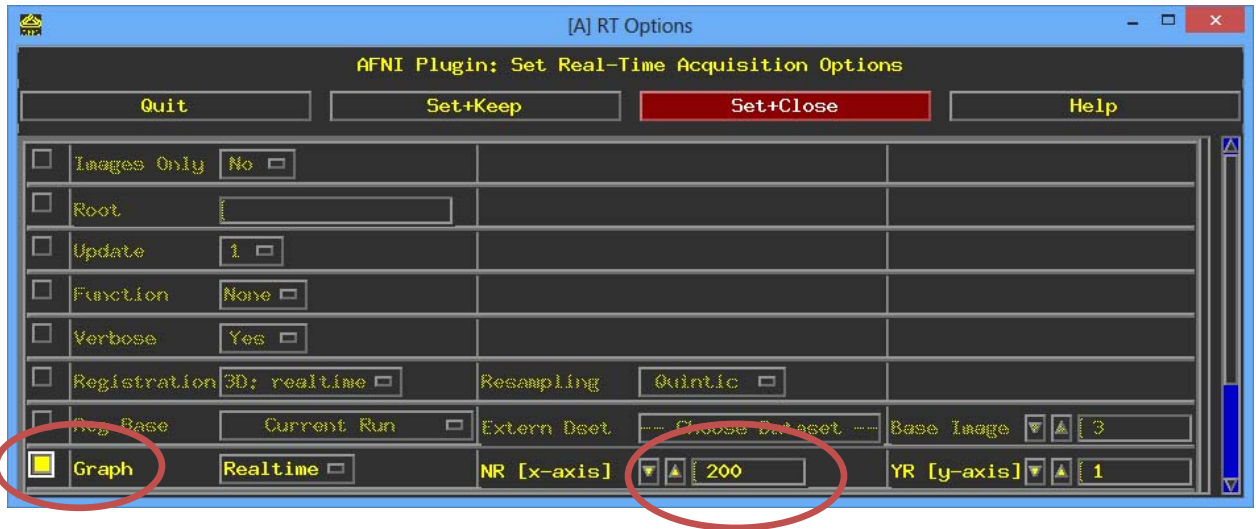 [A] RT Options
AFNI Plugin: Set Real-Time Acquisition Options
Quit Set+Keep Set+Close Help
Images Only No
Root
Update 1
Function None
Verbose Yes
Registration 3D: realtime Resampling Quintic
Reg Base Current Run Extern Dset -- Choose Dataset -- Base Image 3
Graph Realtime NR [x-axis] 200 YR [y-axis] 1